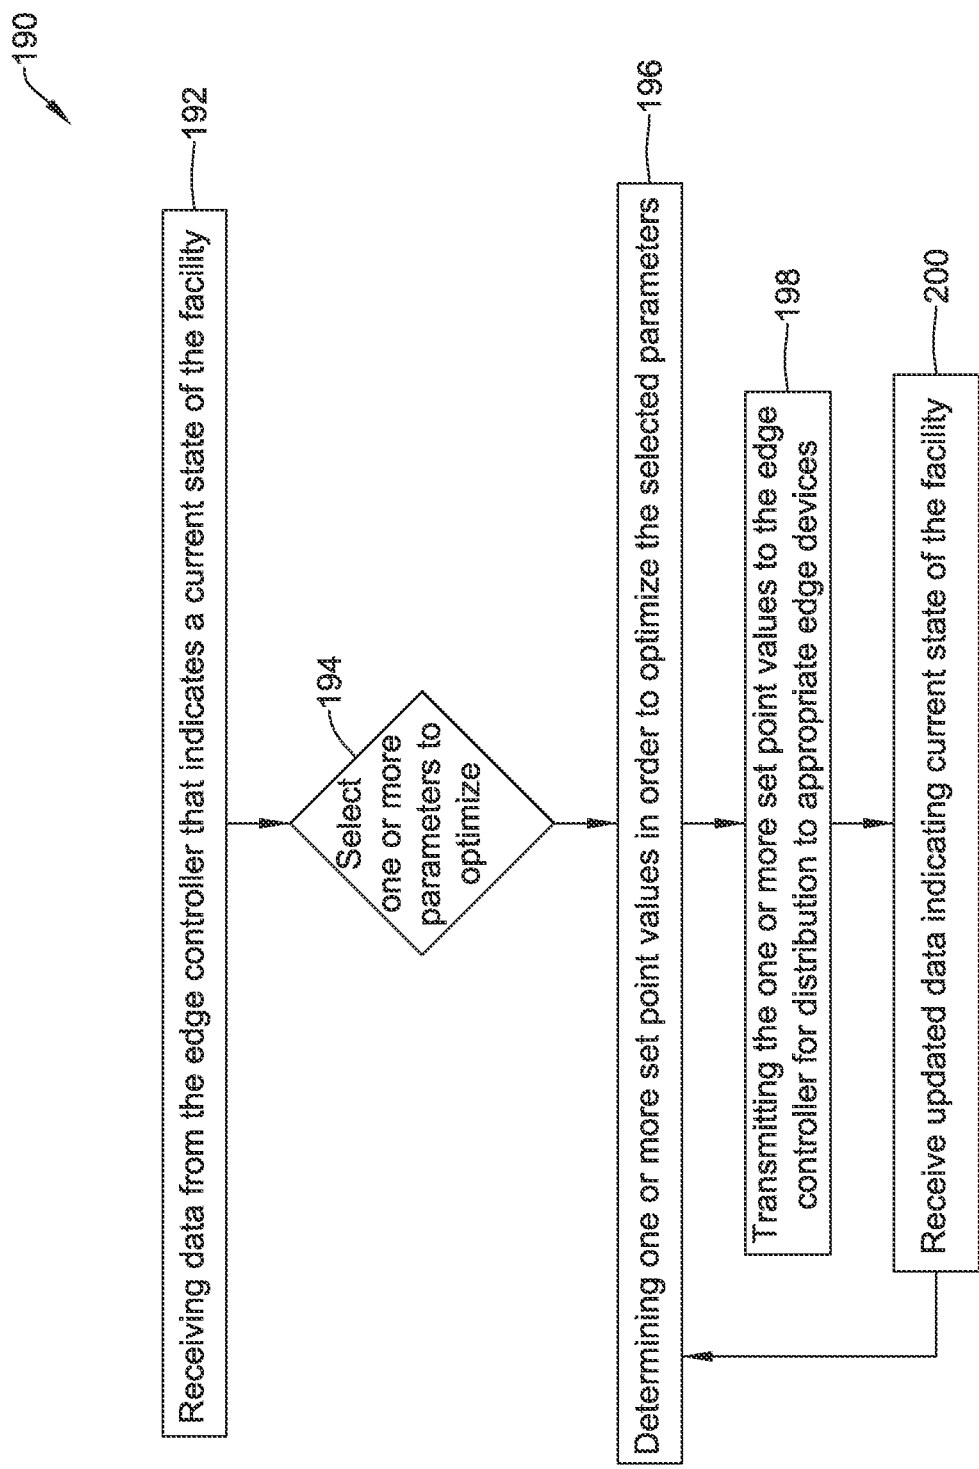 190
192
Receiving data from the edge controller that indicates a current state of the facility
194
Select
one or more
parameters to
optimize
196
Determining one or more set point values in order to optimize the selected parameters
198
Transmitting the one or more set point values to the edge
controller for distribution to appropriate edge devices
200
Receive updated data indicating current state of the facility